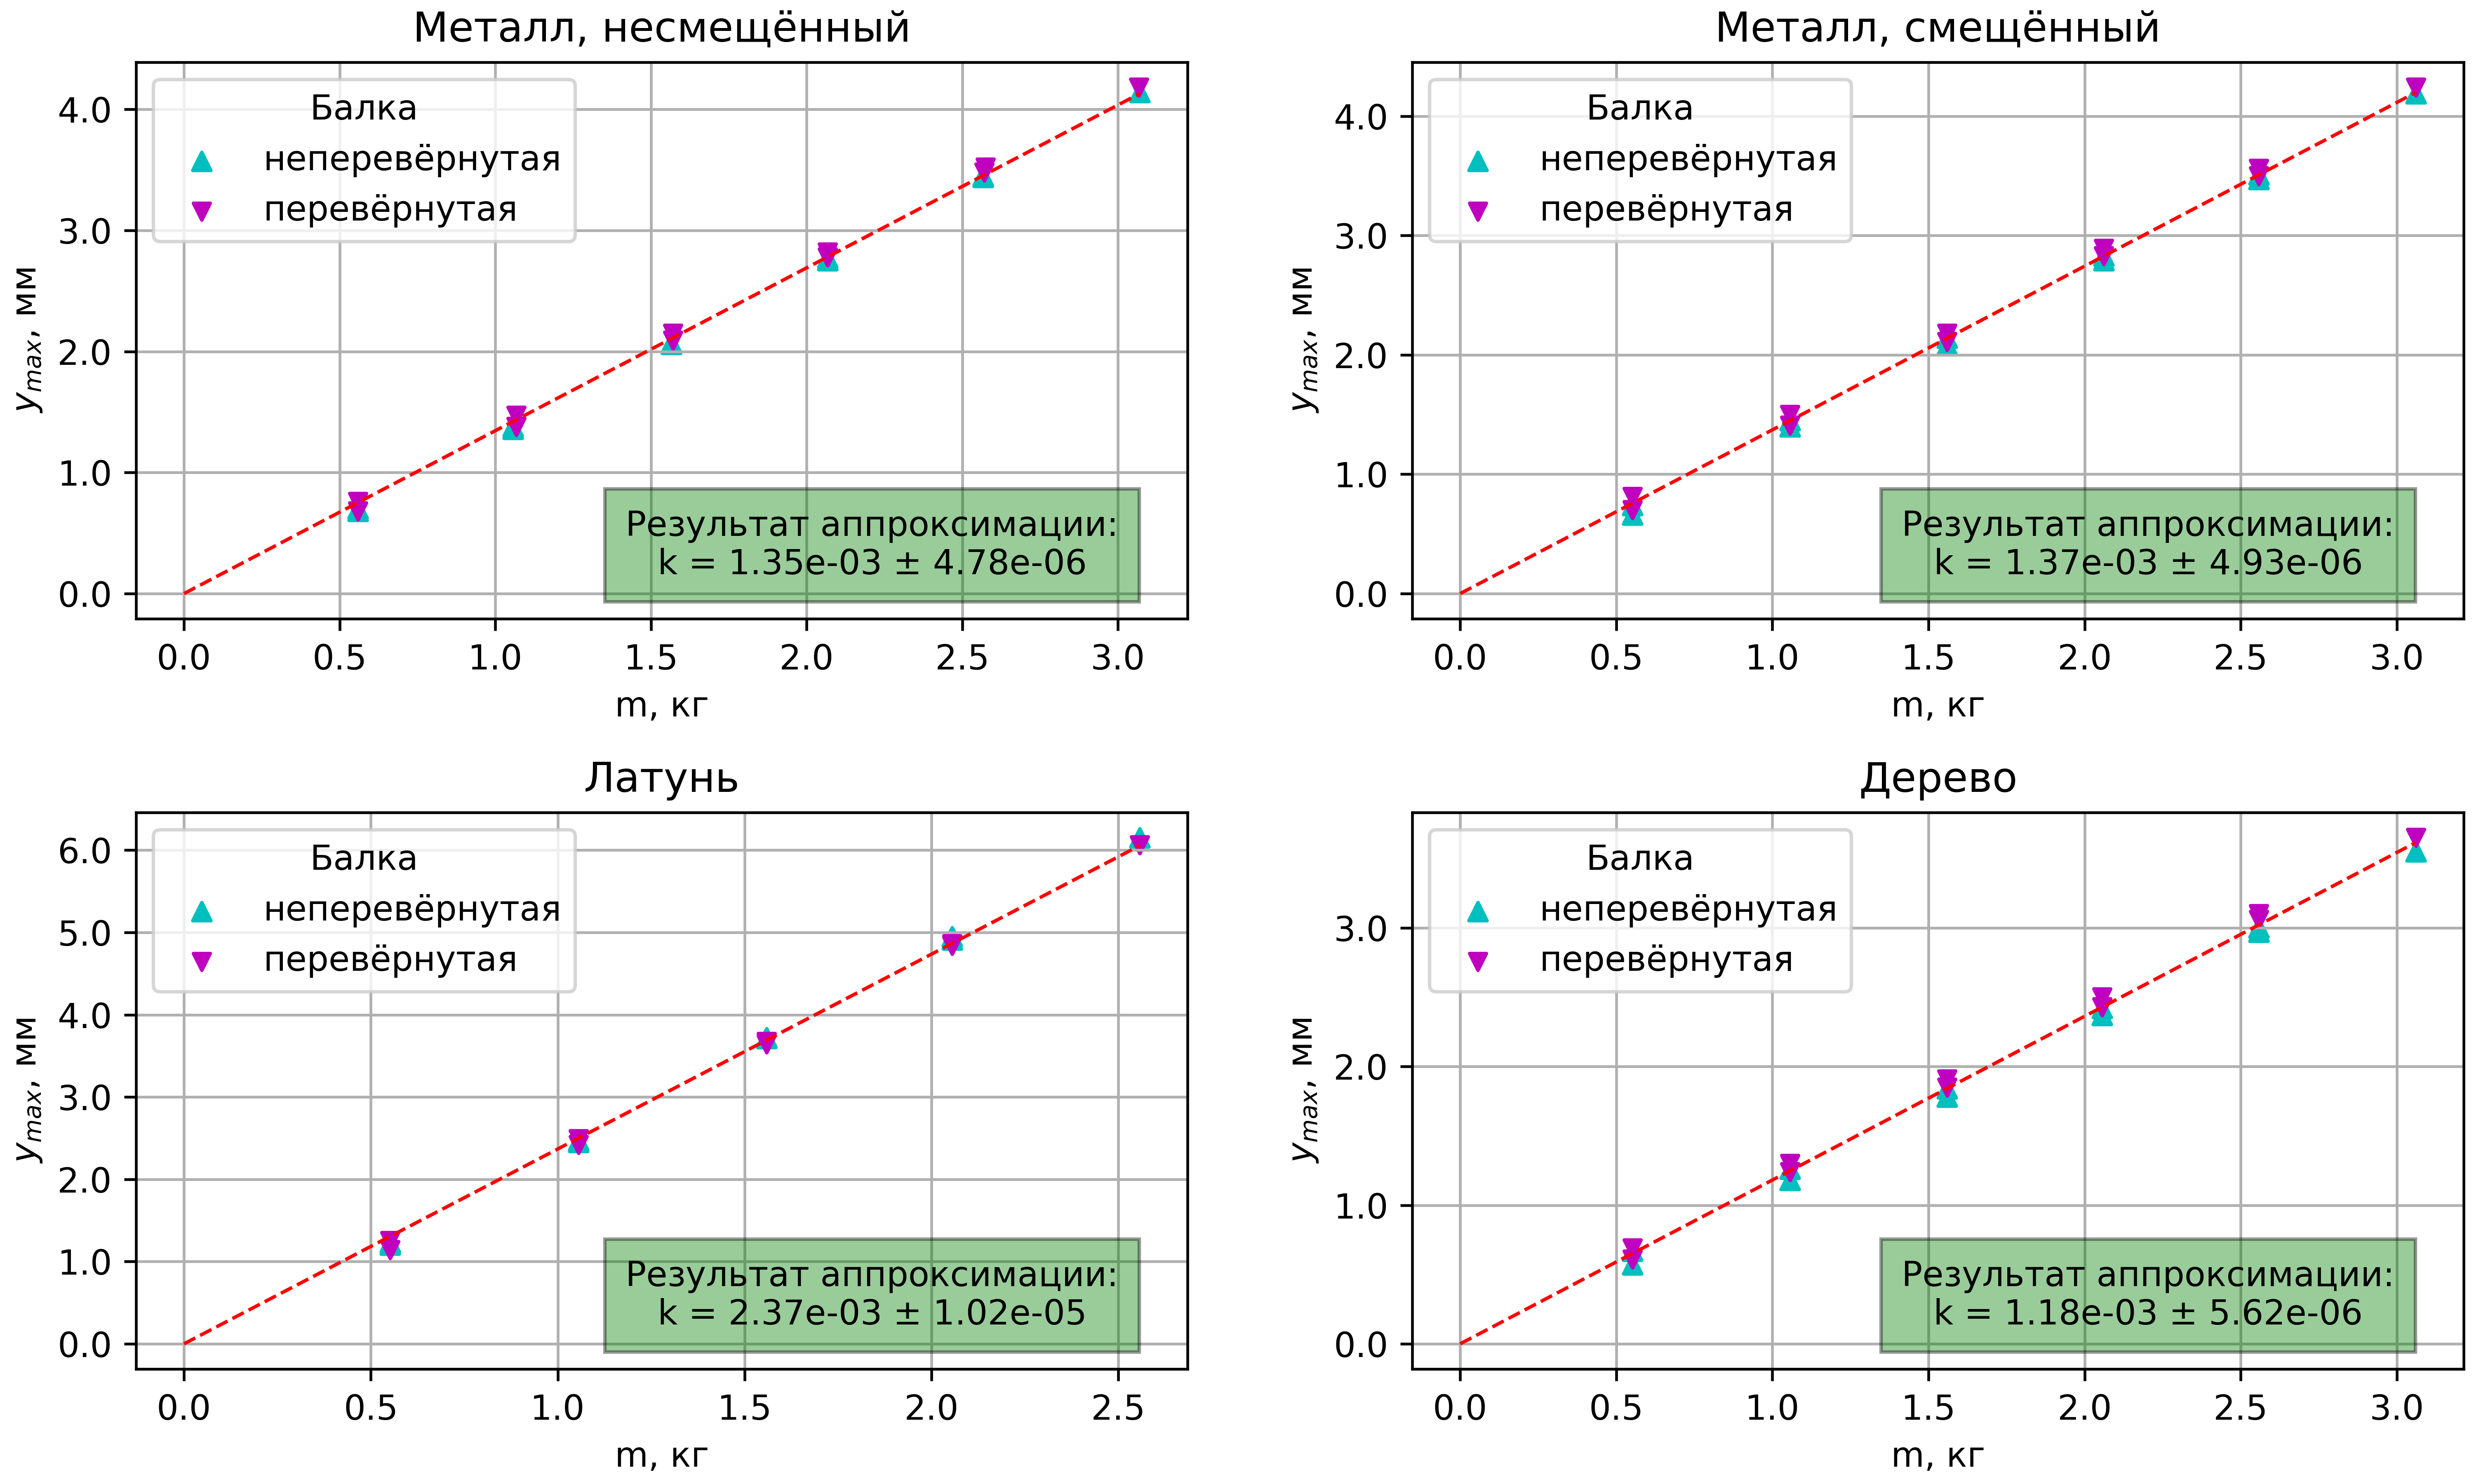 Металл, несмещённый
Балка
неперевёрнутая
перевёрнутая
4.0
3.0
2.0
1.0
0.0
y_max, мм
Результат аппроксимации:
k = 1.35e-03 ± 4.78e-06
0.0 0.5 1.0 1.5 2.0 2.5 3.0
m, кг
Металл, смещённый
Балка
неперевёрнутая
перевёрнутая
4.0
3.0
2.0
1.0
0.0
y_max, мм
Результат аппроксимации:
k = 1.37e-03 ± 4.93e-06
0.0 0.5 1.0 1.5 2.0 2.5 3.0
m, кг
Латунь
Балка
неперевёрнутая
перевёрнутая
6.0
5.0
4.0
3.0
2.0
1.0
0.0
y_max, мм
Результат аппроксимации:
k = 2.37e-03 ± 1.02e-05
0.0 0.5 1.0 1.5 2.0 2.5
m, кг
Дерево
Балка
неперевёрнутая
перевёрнутая
3.0
2.0
1.0
0.0
y_max, мм
Результат аппроксимации:
k = 1.18e-03 ± 5.62e-06
0.0 0.5 1.0 1.5 2.0 2.5 3.0
m, кг